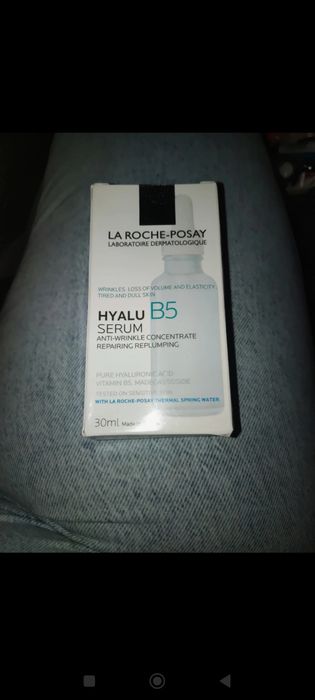 LA ROCHE-POSAY
LABORATOIRE DERMATOLOGIQUE
WRINKLES, LOSS OF VOLUME AND ELASTICITY,
TIRED AND DULL SKIN
HYALU B5
SERUM
ANTI-WRINKLE CONCENTRATE
REPAIRING REPLUMPING
PURE HYALURONIC ACID
VITAMIN B5, MADECASSOSIDE
TESTED ON SENSITIVE SKIN
WITH LA ROCHE-POSAY THERMAL SPRING WATER
30ml Made